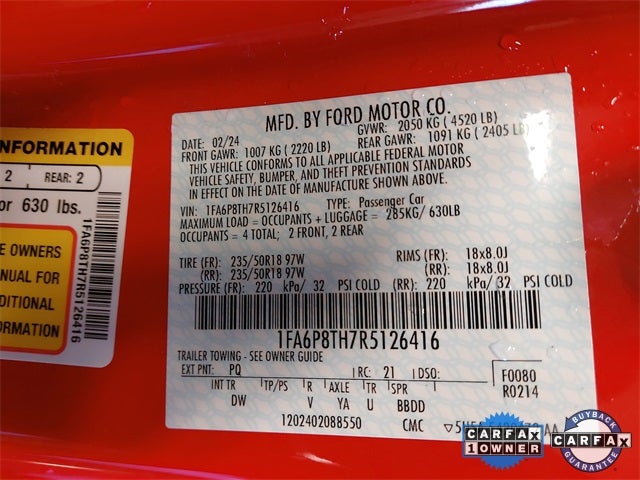 INFORMATION
2 REAR: 2
or 630 lbs.
E OWNERS
NUAL FOR
DITIONAL
FORMATION
1FA6P8TH7R5126416
MFD. BY FORD MOTOR CO.
02/24 GVWR: 2050 KG ( 4520 LB)
FRONT GAWR: 1007 KG ( 2220 LB) REAR GAWR: 1091 KG ( 2405 LB)
THIS VEHICLE CONFORMS TO ALL APPLICABLE FEDERAL MOTOR
VEHICLE SAFETY, BUMPER, AND THEFT PREVENTION STANDARDS
IN EFFECT ON THE DATE OF MANUFACTURE SHOWN ABOVE.
VIN: 1FA6P8TH7R5126416 TYPE: Passenger Car
MAXIMUM LOAD = OCCUPANTS + LUGGAGE = 285KG/ 630LB
OCCUPANTS = 4 TOTAL; 2 FRONT, 2 REAR
TIRE (FR): 235/50R18 97W RIMS (FR): 18x8.0J
(RR): 235/50R18 97W (RR): 18x8.0J
PRESSURE (FR): 220 kPa/ 32 PSI COLD (RR): 220 kPa/ 32 PSI COLD
1FA6P8TH7R5126416
TRAILER TOWING - SEE OWNER GUIDE
EXT PNT: PQ RC: 21 DSO: F0080
INT TR TP/PS R AXLE TR SPR R0214
DW V YA U BBDD
1202402088550 CMC
CARFAX
1 OWNER
BUYBACK
CARFAX
GUARANTEE